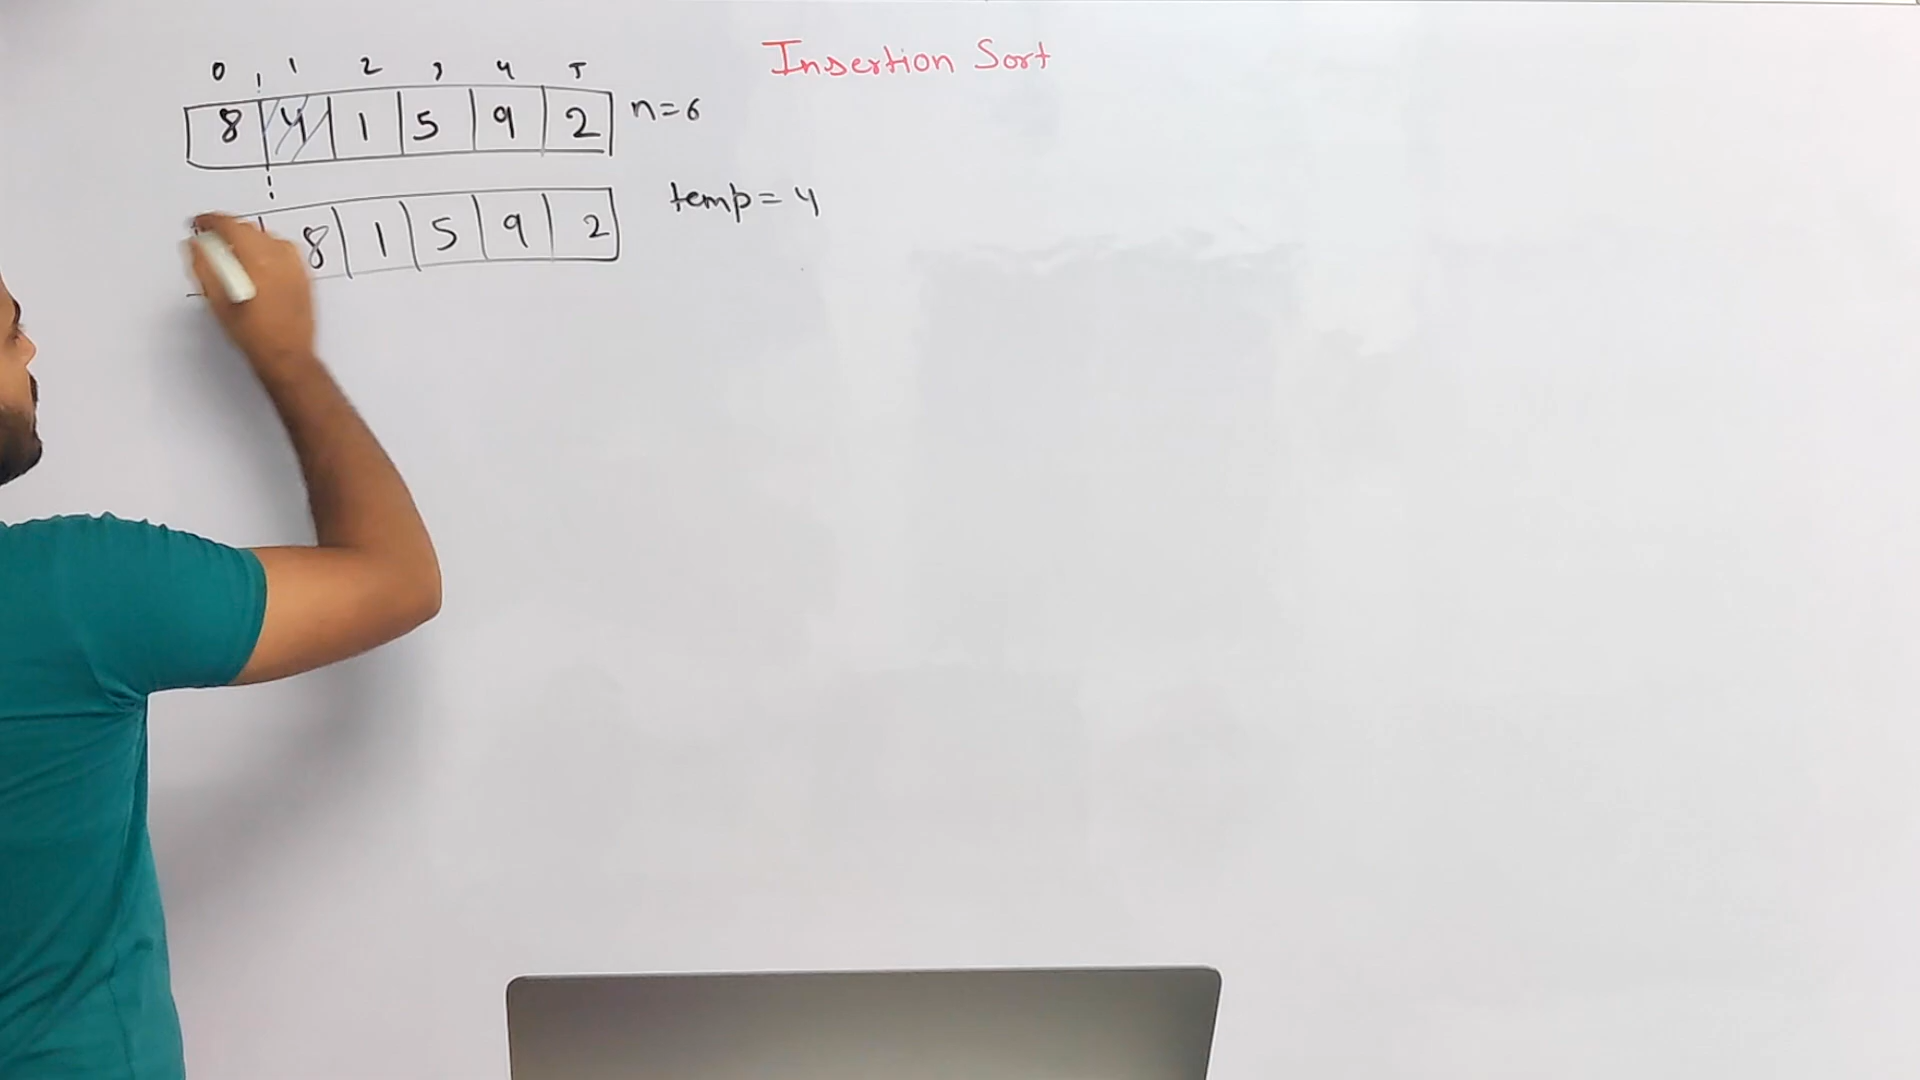 Insertion Sort
0 1 2 3 4 5
8 4 1 5 9 2 n=6
temp = 4
8 1 5 9 2